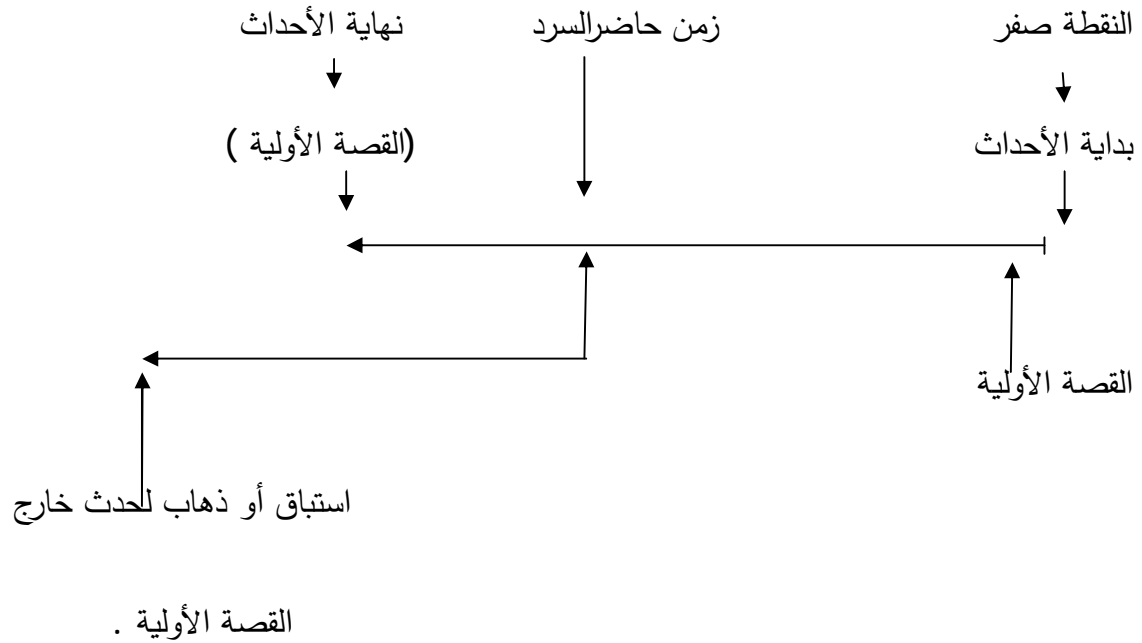 النقطة صفر زمن حاضرالسرد نهاية الأحداث
بداية الأحداث (القصة الأولية )
القصة الأولية
استباق أو ذهاب لحدث خارج
القصة الأولية .